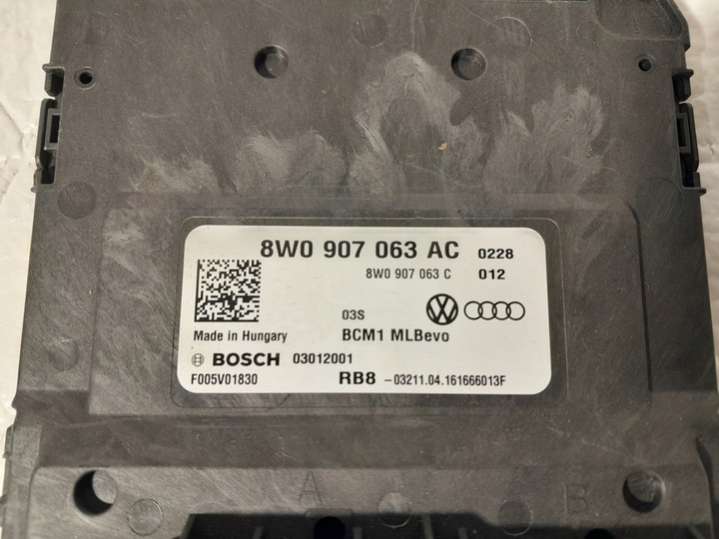 8W0 907 063 AC 0228
8W0 907 063 C 012
03S
Made in Hungary BCM1 MLBevo
BOSCH 03012001
F005V01830 RB8 -03211.04.161666013F
A B